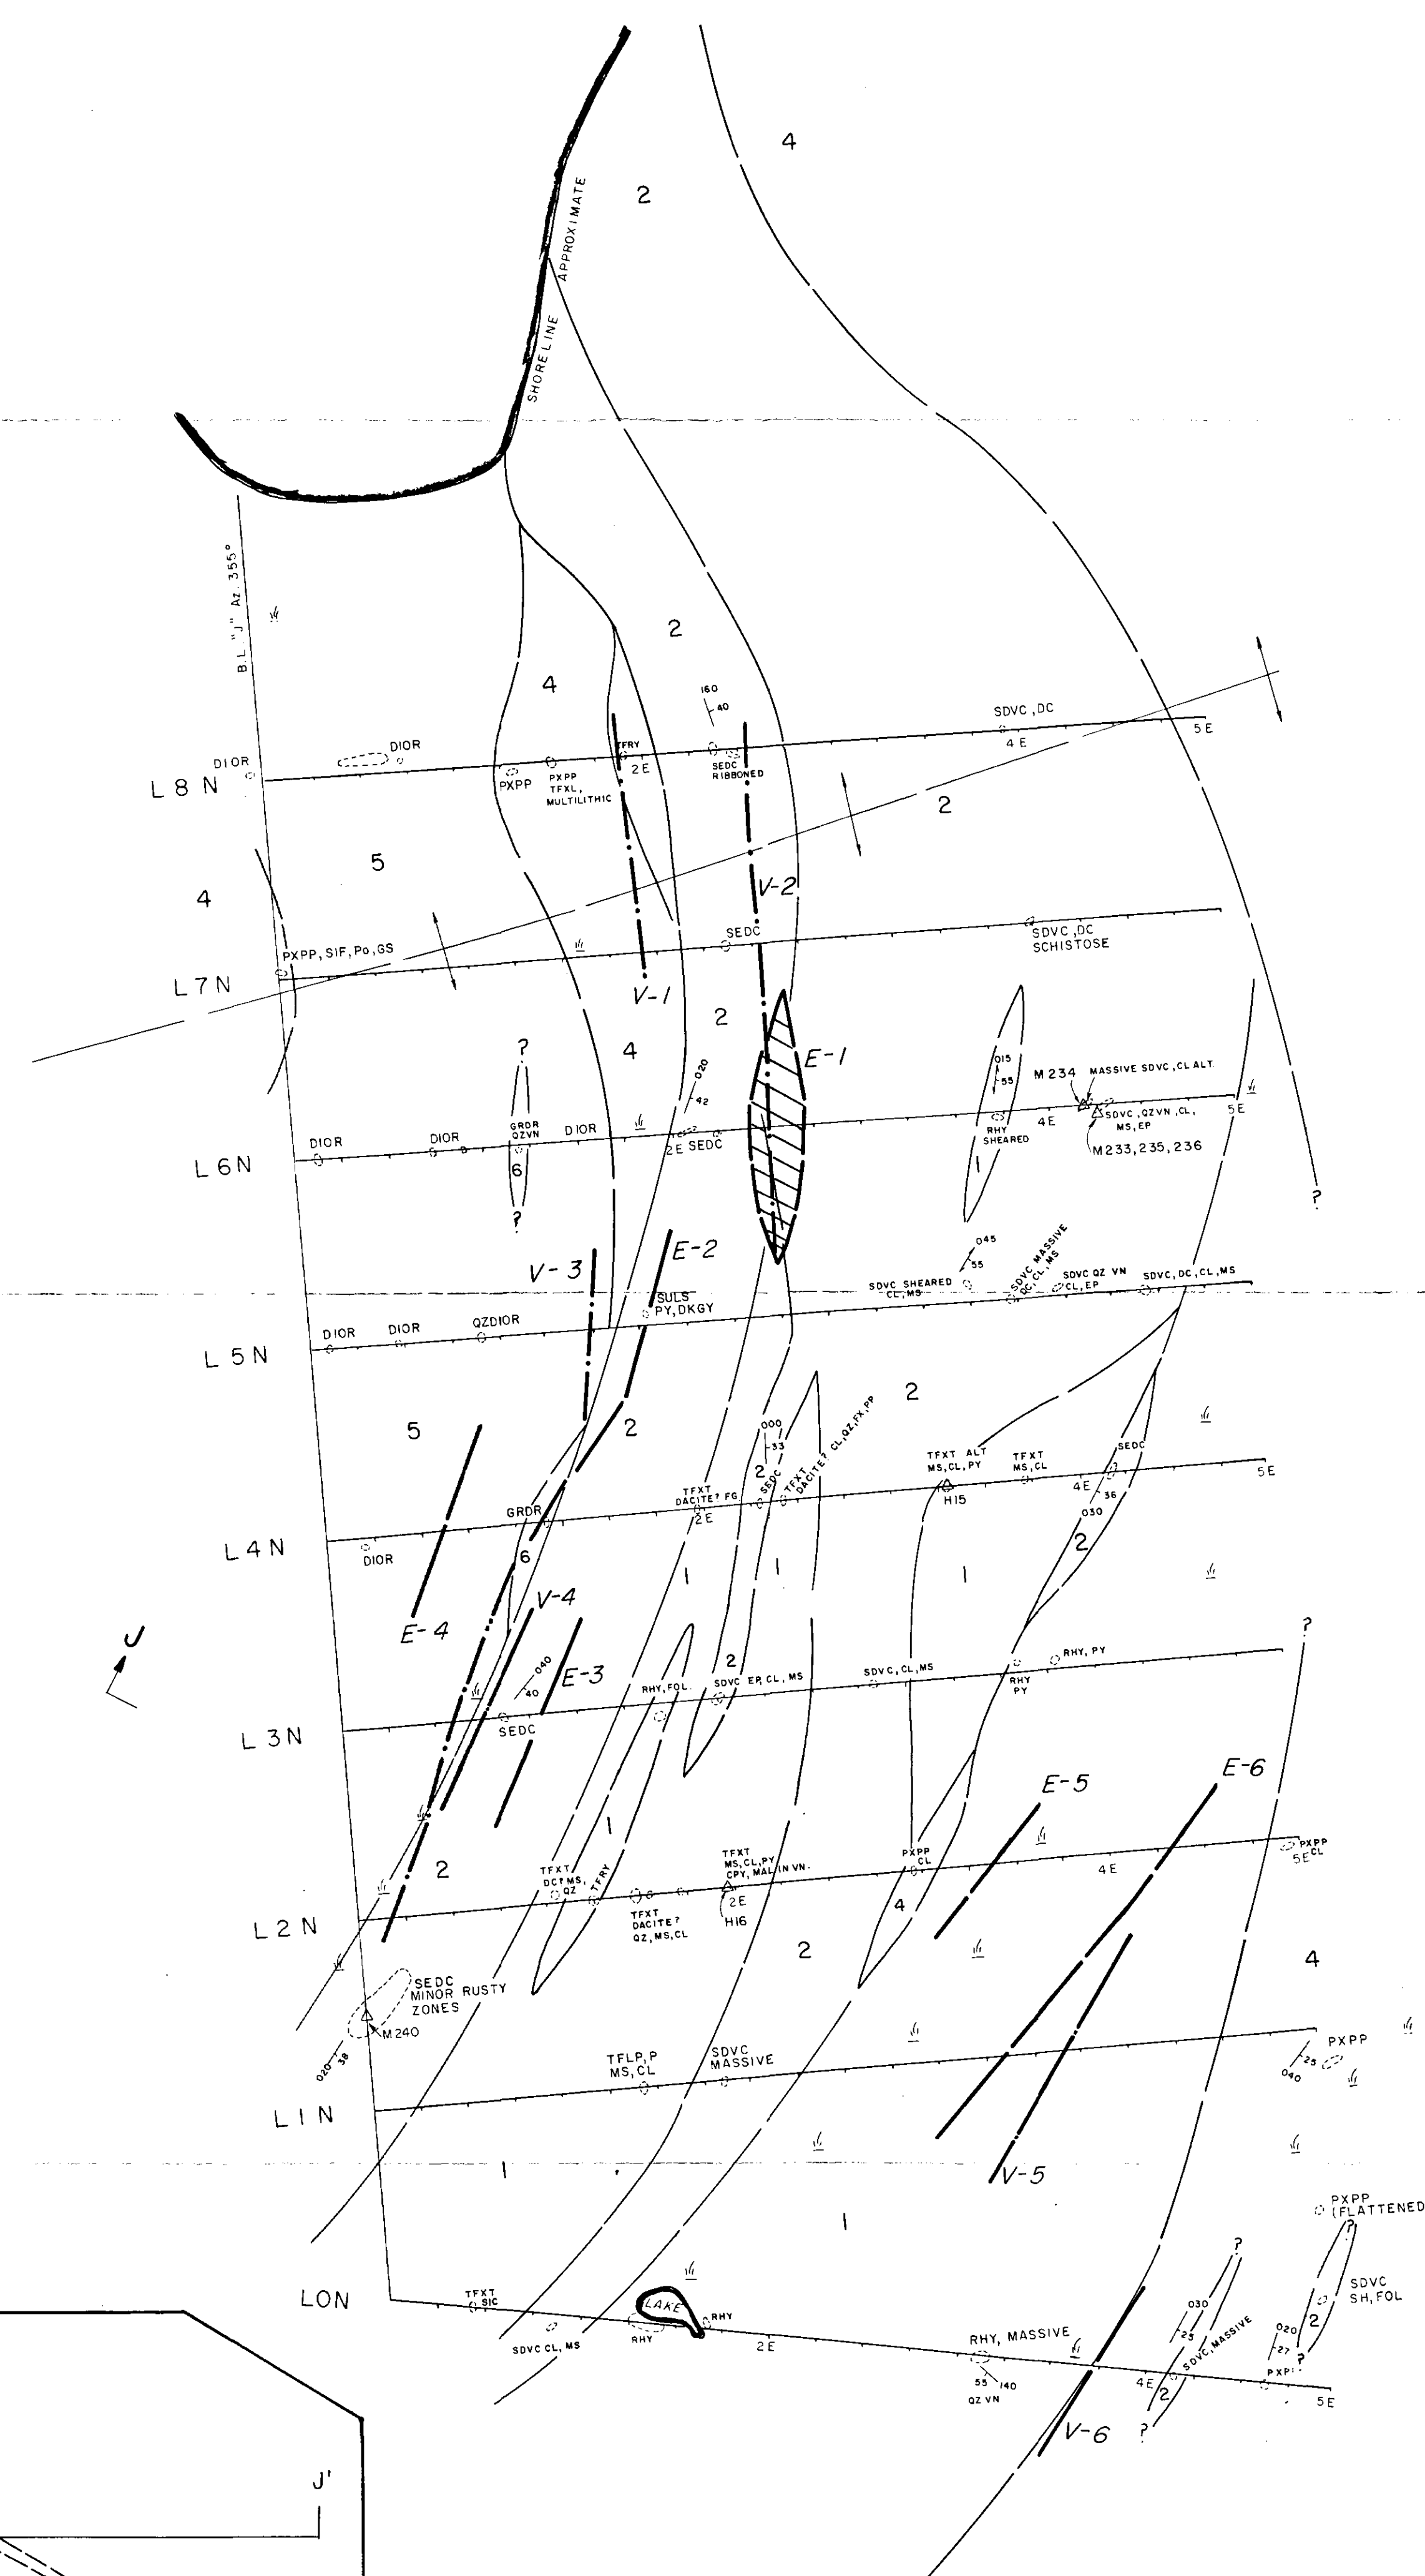 4
2
SHORELINE APPROXIMATE
B.L. "J" Az. 355°
2
4
160
40
SDVC, DC
4E
5E
DIOR
DIOR
TFRY
2E
SEDC
RIBBONED
L8N
PXPP
PXPP
TFXL,
MULTILITHIC
2
5
4
V-2
PXPP, SIF, Po, GS
SEDC
SDVC, DC
SCHISTOSE
L7N
V-1
2
?
4
E-1
020
42
015
55
M234
MASSIVE SDVC, CL ALT.
GRDR
QZVN
DIOR
DIOR
DIOR
RHY
SHEARED
4E
SDVC, QZVN, CL,
MS, EP
5E
L6N
6
2E
SEDC
M233,235,236
1
?
?
V-3
E-2
045
55
SDVC MASSIVE
DC, CL, MS
SDVC SHEARED
CL, MS
SDVC QZ VN
CL, EP
SDVC, DC, CL, MS
SULS
PY, DKGY
DIOR
DIOR
QZDIOR
L5N
2
5
2
000
33
2
SEDC
TFXT
DACITE? CL,QZ,FX,PP
TFXT ALT
MS,CL,PY
TFXT
MS,CL
SEDC
4E
5E
TFXT
DACITE? FG
2E
H15
36
030
GRDR
L4N
DIOR
6
2
1
1
1
V-4
E-4
J
040
40
E-3
2
?
RHY, FOL.
SDVC EP, CL, MS
SDVC, CL, MS
RHY, PY
RHY
PY
L3N
SEDC
E-5
E-6
1
2
TFXT
DC? MS,
QZ
TFRY
TFXT
MS,CL,PY
CPY, MAL IN VN.
PXPP
CL
4E
PXPP
CL
5E
L2N
TFXT
DACITE?
QZ, MS, CL
2E
H16
4
2
4
SEDC
MINOR RUSTY
ZONES
M240
020
38
TFLP, P
MS, CL
SDVC
MASSIVE
PXPP
25
040
L1N
V-5
1
1
PXPP
(FLATTENED
?
?
LON
TFXT
SIC
LAKE
RHY
RHY
2E
SDVC CL, MS
RHY, MASSIVE
55
140
QZ VN
030
25
SDVC, MASSIVE
4E
2
?
SDVC
SH, FOL
020
27
2
?
5E
V-6
J'